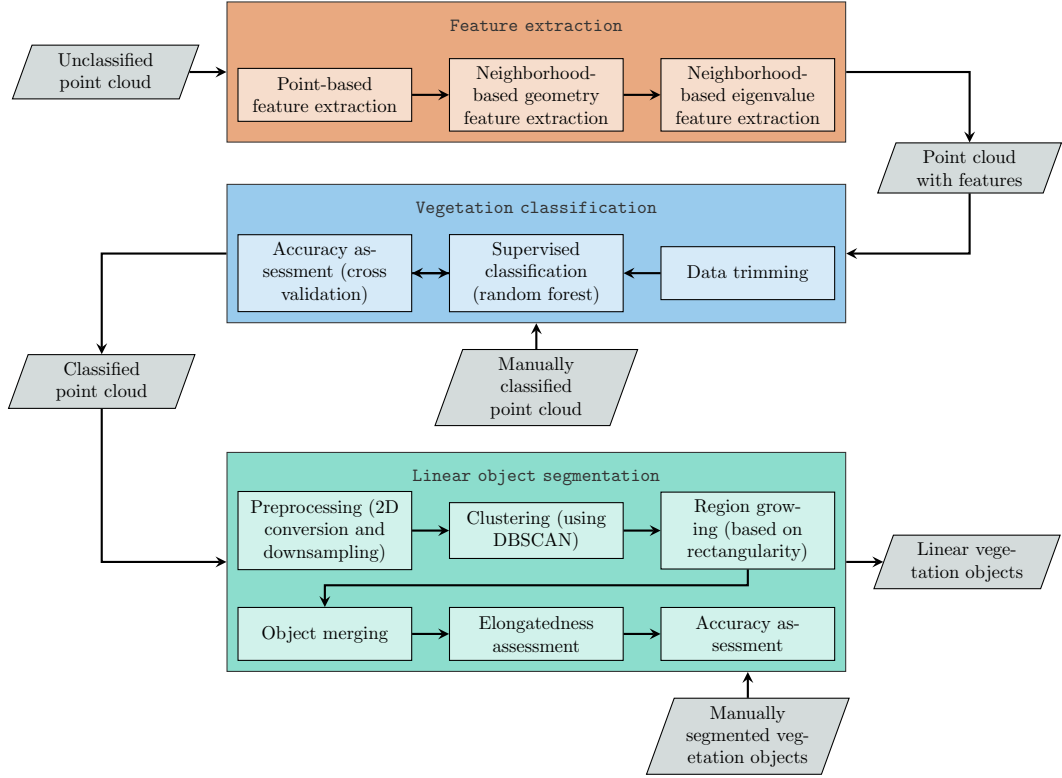 Feature extraction
Unclassified
point cloud
Point-based
feature extraction
Neighborhood-
based geometry
feature extraction
Neighborhood-
based eigenvalue
feature extraction
Point cloud
with features
Vegetation classification
Accuracy as-
sessment (cross
validation)
Supervised
classification
(random forest)
Data trimming
Classified
point cloud
Manually
classified
point cloud
Linear object segmentation
Preprocessing (2D
conversion and
downsampling)
Clustering (using
DBSCAN)
Region grow-
ing (based on
rectangularity)
Linear vege-
tation objects
Object merging
Elongatedness
assessment
Accuracy as-
sessment
Manually
segmented veg-
etation objects